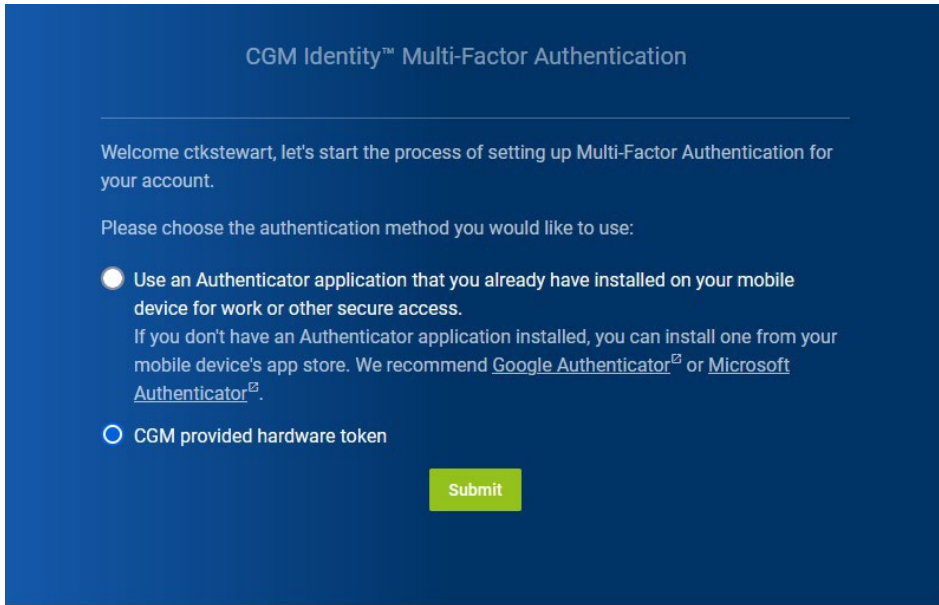 CGM Identity™ Multi-Factor Authentication
Welcome ctkstewart, let's start the process of setting up Multi-Factor Authentication for
your account.
Please choose the authentication method you would like to use:
Use an Authenticator application that you already have installed on your mobile
device for work or other secure access.
If you don't have an Authenticator application installed, you can install one from your
mobile device's app store. We recommend Google Authenticator or Microsoft
Authenticator.
CGM provided hardware token
Submit